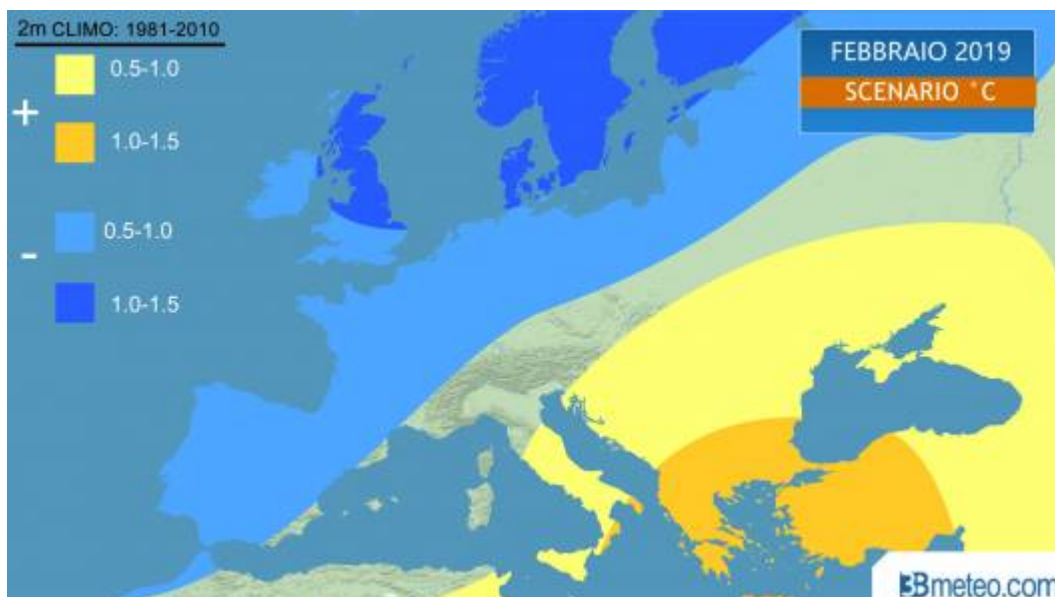 2m CLIMO: 1981-2010
+
0.5-1.0
1.0-1.5
-
0.5-1.0
1.0-1.5
FEBBRAIO 2019
SCENARIO °C
3Bmeteo.com